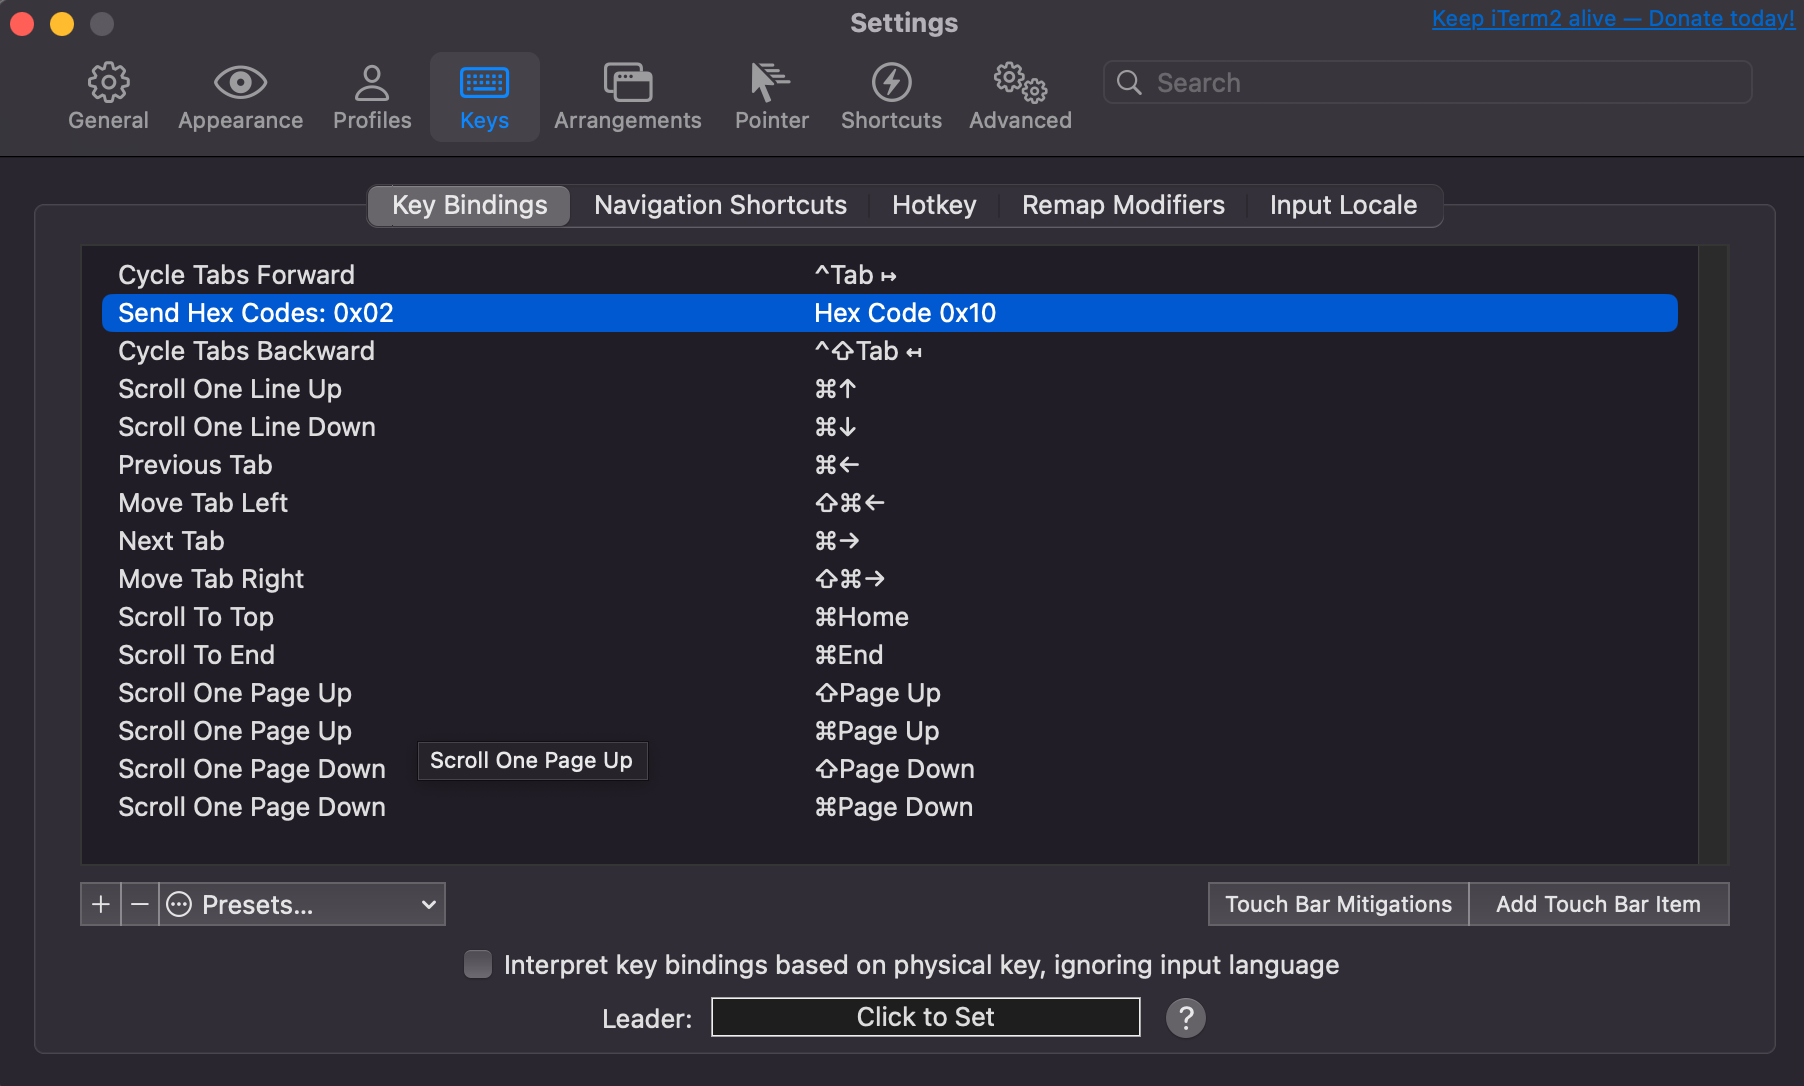 Settings
Keep iTerm2 alive — Donate today!
General Appearance Profiles Keys Arrangements Pointer Shortcuts Advanced
Search
Key Bindings Navigation Shortcuts Hotkey Remap Modifiers Input Locale
Cycle Tabs Forward ^Tab ↦
Send Hex Codes: 0x02 Hex Code 0x10
Cycle Tabs Backward ^⇧Tab ↤
Scroll One Line Up ⌘↑
Scroll One Line Down ⌘↓
Previous Tab ⌘←
Move Tab Left ⇧⌘←
Next Tab ⌘→
Move Tab Right ⇧⌘→
Scroll To Top ⌘Home
Scroll To End ⌘End
Scroll One Page Up ⇧Page Up
Scroll One Page Up ⌘Page Up
Scroll One Page Up
Scroll One Page Down ⇧Page Down
Scroll One Page Down ⌘Page Down
+ − Presets... Touch Bar Mitigations Add Touch Bar Item
Interpret key bindings based on physical key, ignoring input language
Leader: Click to Set ?